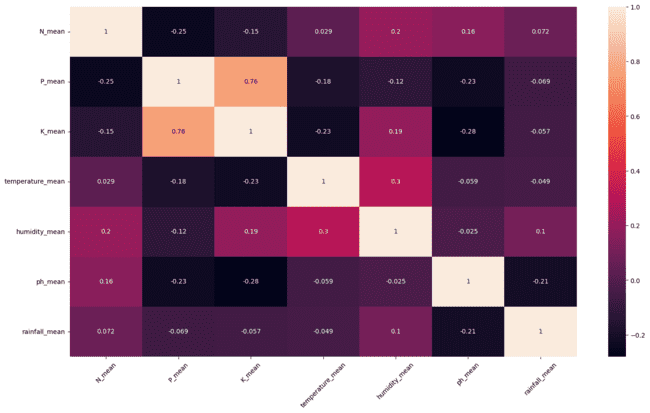 1.0
N_mean 1 -0.25 -0.15 0.029 0.2 0.16 0.072
0.8
P_mean -0.25 1 0.76 -0.18 -0.12 -0.23 -0.069
K_mean -0.15 0.76 1 -0.23 0.19 -0.28 -0.057
0.6
temperature_mean 0.029 -0.18 -0.23 1 0.3 -0.059 -0.049
0.4
humidity_mean 0.2 -0.12 0.19 0.3 1 -0.025 0.1
0.2
0.0
ph_mean 0.16 -0.23 -0.28 -0.059 -0.025 1 -0.21
rainfall_mean 0.072 -0.069 -0.057 -0.049 0.1 -0.21 1
-0.2
N_mean P_mean K_mean temperature_mean humidity_mean ph_mean rainfall_mean